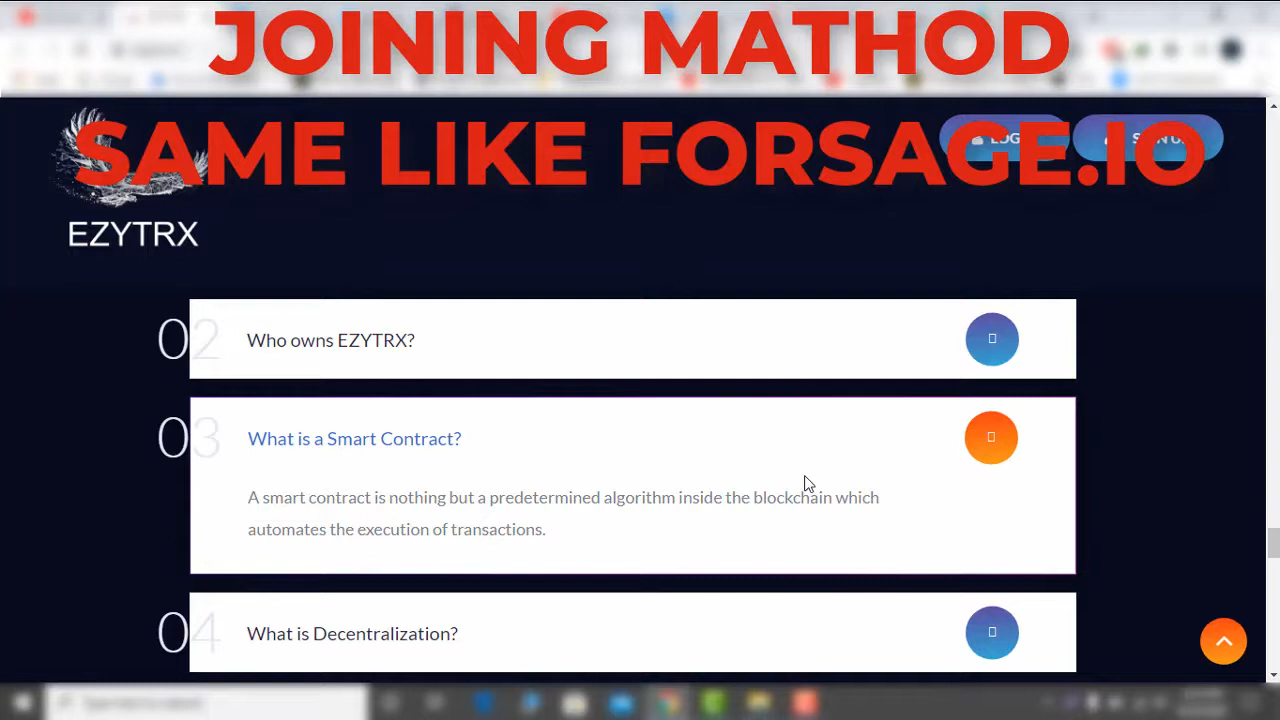 JOINING MATHOD
SAME LIKE FORSAGE.IO
EZYTRX
02
Who owns EZYTRX?
03
What is a Smart Contract?
A smart contract is nothing but a predetermined algorithm inside the blockchain which
automates the execution of transactions.
04
What is Decentralization?